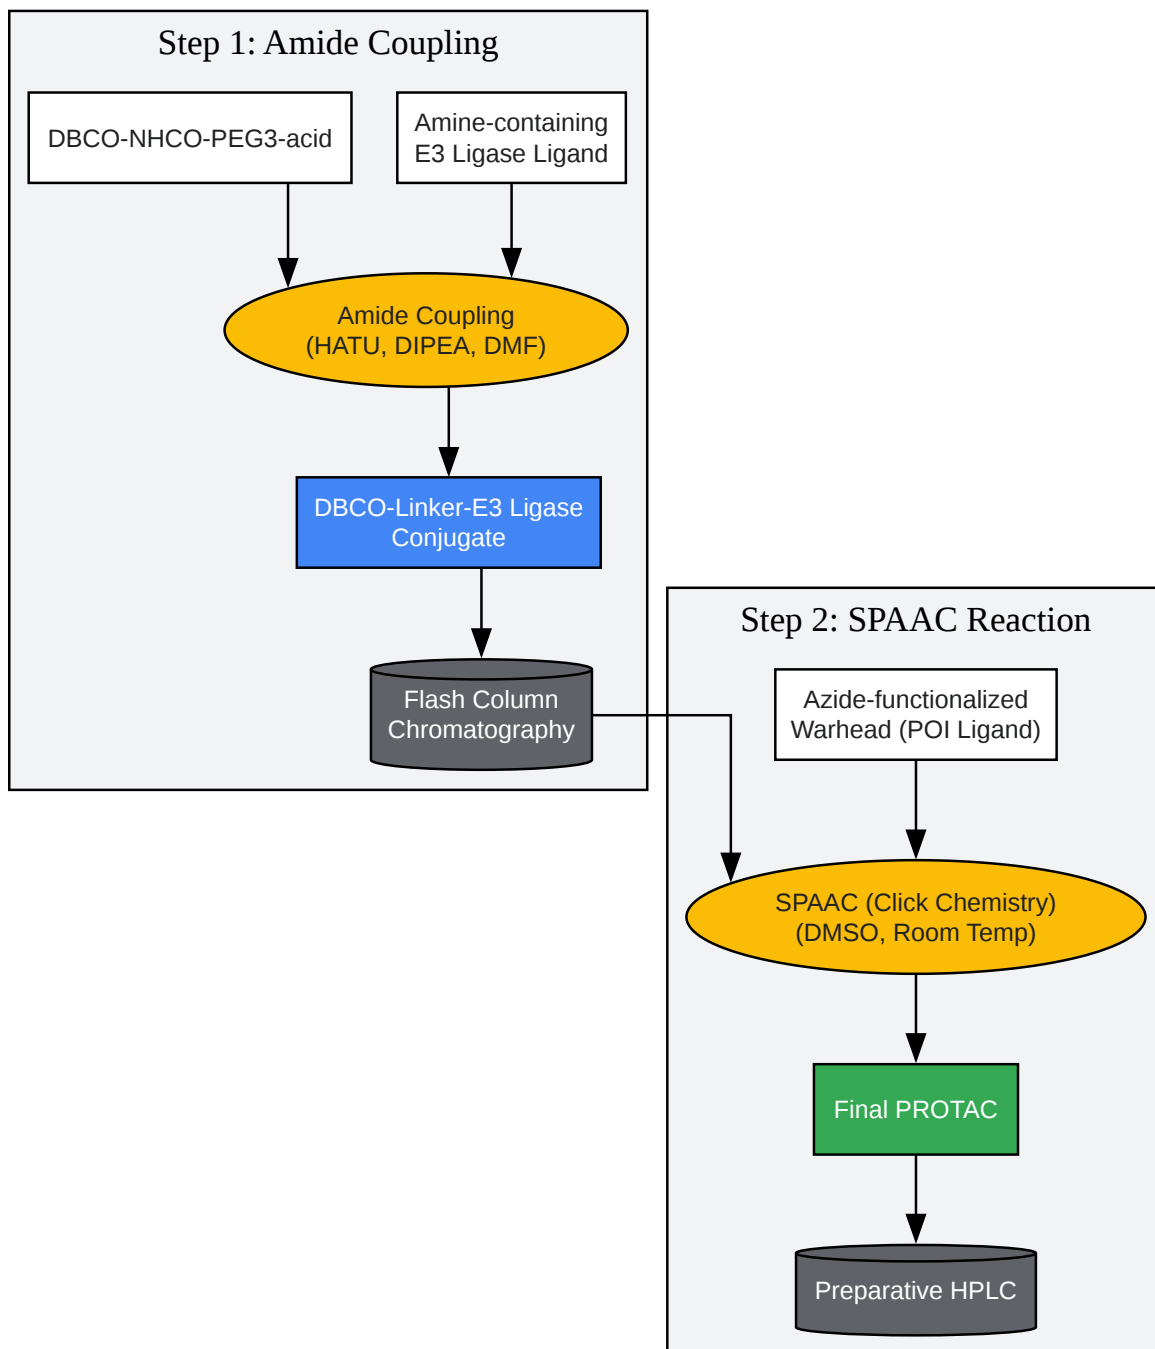 Step 1: Amide Coupling
DBCO-NHCO-PEG3-acid
Amine-containing
E3 Ligase Ligand
Amide Coupling
(HATU, DIPEA, DMF)
DBCO-Linker-E3 Ligase
Conjugate
Flash Column
Chromatography
Step 2: SPAAC Reaction
Azide-functionalized
Warhead (POI Ligand)
SPAAC (Click Chemistry)
(DMSO, Room Temp)
Final PROTAC
Preparative HPLC